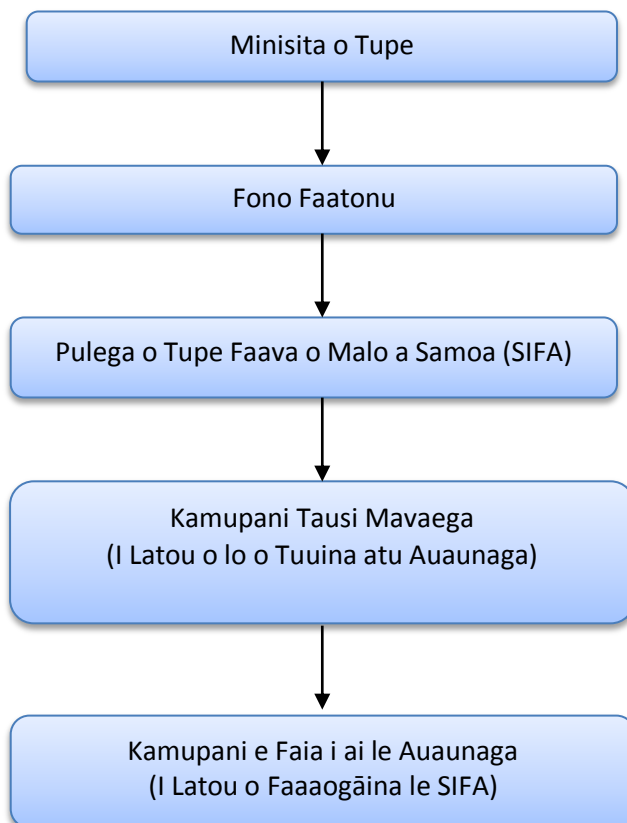 Minisita o Tupe
Fono Faatonu
Pulega o Tupe Faava o Malo a Samoa (SIFA)
Kamupani Tausi Mavaega
(I Latou o lo o Tuuina atu Auaunaga)
Kamupani e Faia i ai le Auaunaga
(I Latou o Faaaogāina le SIFA)